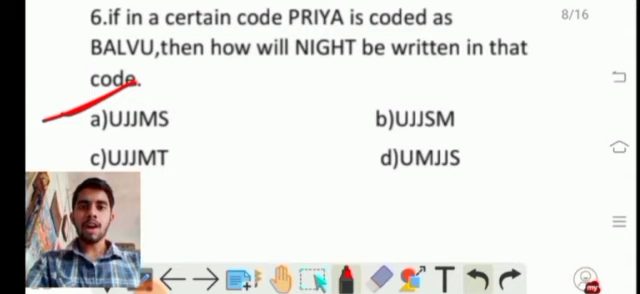 6.if in a certain code PRIYA is coded as
8/16
BALVU,then how will NIGHT be written in that
code.
a)UJJMS
b)UJJSM
c)UJJMT
d)UMJJS
T
my